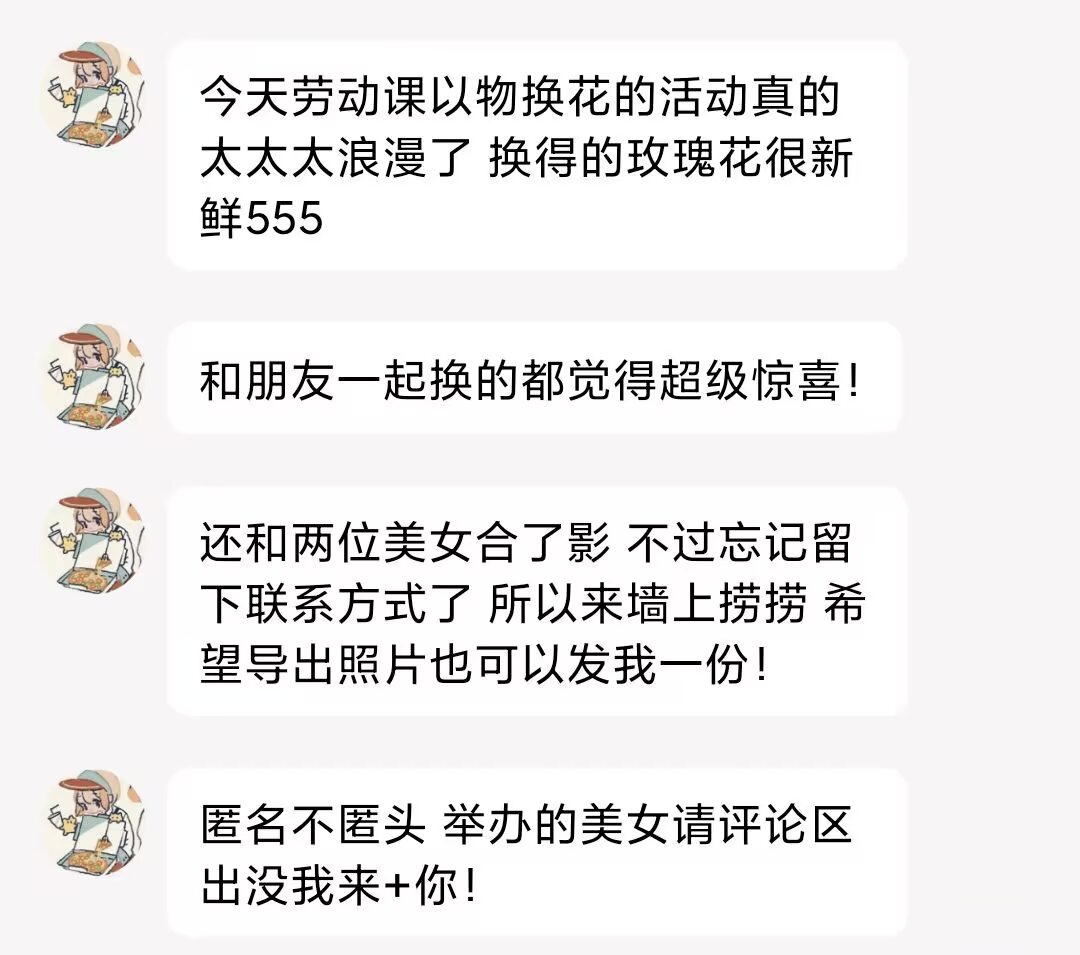 今天劳动课以物换花的活动真的
太太太浪漫了 换得的玫瑰花很新
鲜555
和朋友一起换的都觉得超级惊喜！
还和两位美女合了影 不过忘记留
下联系方式了 所以来墙上捞捞 希
望导出照片也可以发我一份！
匿名不匿头 举办的美女请评论区
出没我来+你！